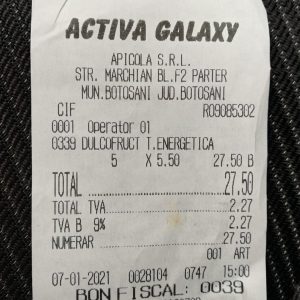 ACTIVA GALAXY
APICOLA S.R.L.
STR. MARCHIAN BL.F2 PARTER
MUN.BOTOSANI JUD.BOTOSANI
CIF RO9085302
0001 Operator 01
0339 DULCOFRUCT T.ENERGETICA
5 X 5.50 27.50 B
TOTAL 27.50
TOTAL TVA 2.27
TVA B 9% 2.27
NUMERAR 27.50
001 ART
07-01-2021 0028104 0747 15:00
BON FISCAL: 0039